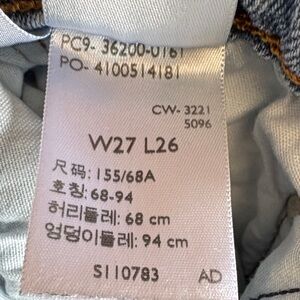 PC9- 36200-0161
PO- 4100514181
CW- 3221
5096
W27 L26
尺码: 155/68A
호칭: 68-94
허리둘레: 68 cm
엉덩이둘레: 94 cm
S110783 AD